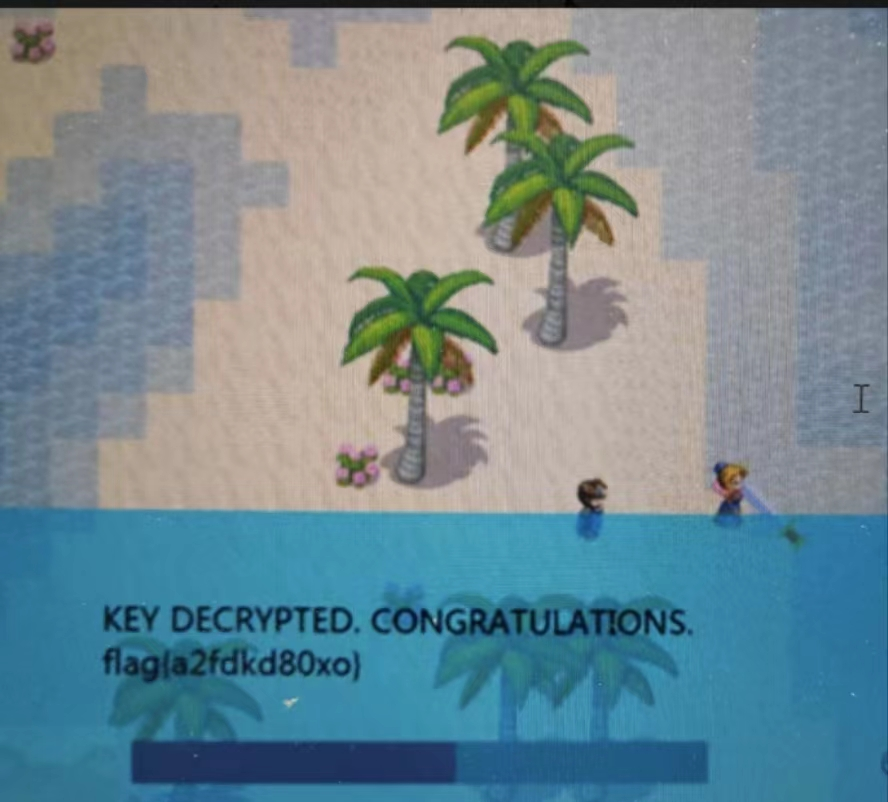 KEY DECRYPTED. CONGRATULATIONS.
flag{a2fdkd80xo}